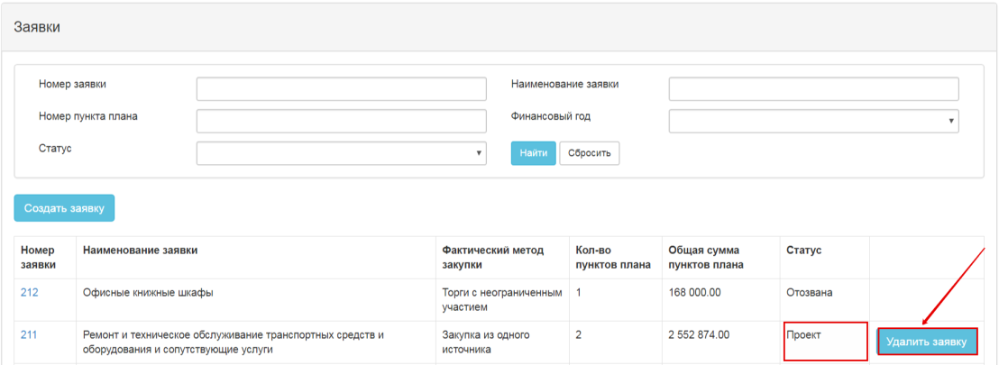 Заявки
Номер заявки
Наименование заявки
Номер пункта плана
Финансовый год
Статус
Найти
Сбросить
Создать заявку
Номер
заявки
Наименование заявки
Фактический метод
закупки
Кол-во
пунктов плана
Общая сумма
пунктов плана
Статус
212
Офисные книжные шкафы
Торги с неограниченным
участием
1
168 000.00
Отозвана
211
Ремонт и техническое обслуживание транспортных средств и
оборудования и сопутствующие услуги
Закупка из одного
источника
2
2 552 874.00
Проект
Удалить заявку